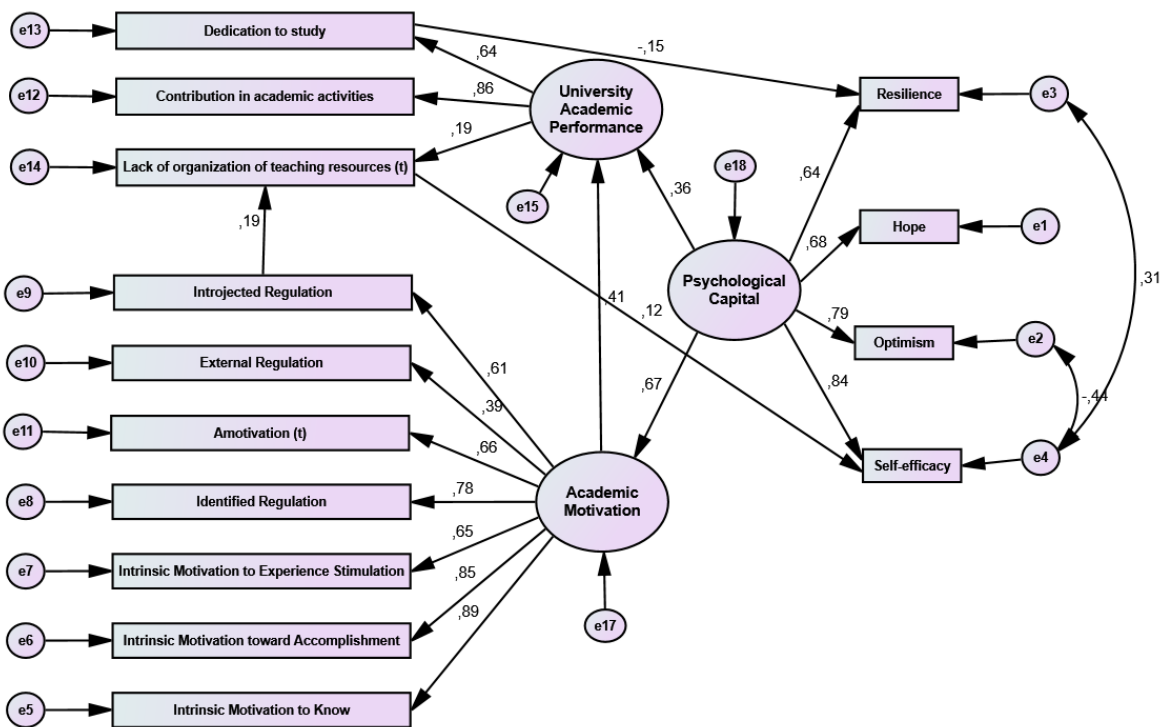 e13
Dedication to study
-,15
,64
University
Academic
Performance
e12
Contribution in academic activities
,86
Resilience
e3
,19
e14
Lack of organization of teaching resources (t)
e18
,64
e15
,36
,19
,68
Hope
e1
e9
Introjected Regulation
Psychological
Capital
,31
,41
,12
,79
Optimism
e2
e10
External Regulation
,61
,39
,67
,84
-,44
e11
Amotivation (t)
,66
Self-efficacy
e4
e8
Identified Regulation
,78
Academic
Motivation
,65
e7
Intrinsic Motivation to Experience Stimulation
,85
,89
e17
e6
Intrinsic Motivation toward Accomplishment
e5
Intrinsic Motivation to Know